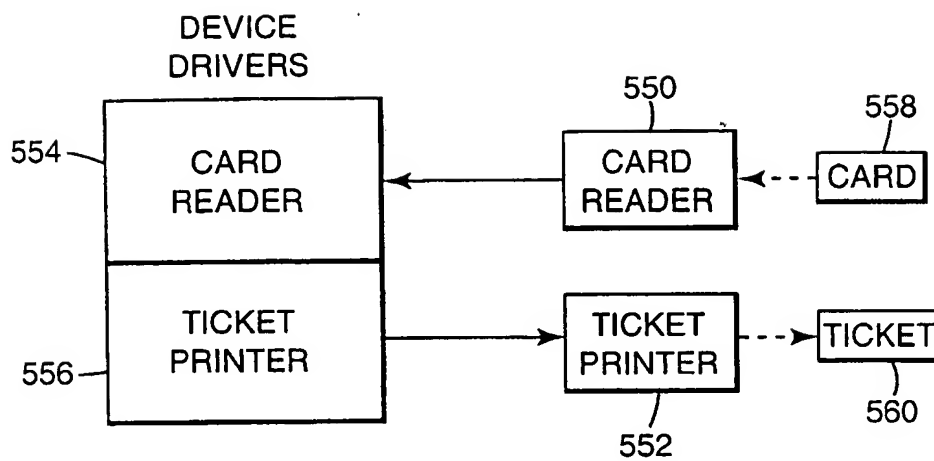 DEVICE
DRIVERS
550
558
554
CARD
READER
CARD
READER
CARD
TICKET
PRINTER
TICKET
PRINTER
TICKET
556
552
560